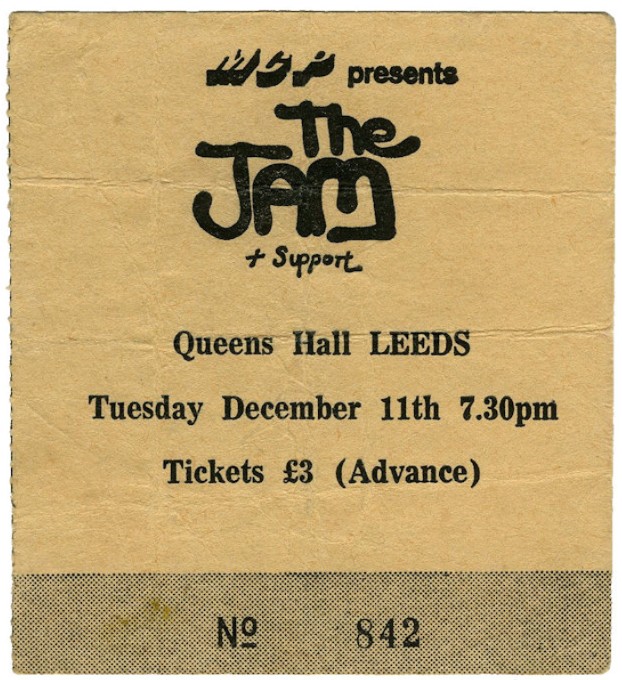 presents
The
JAM
+ Support
Queens Hall LEEDS
Tuesday December 11th 7.30pm
Tickets £3 (Advance)
Nº 842